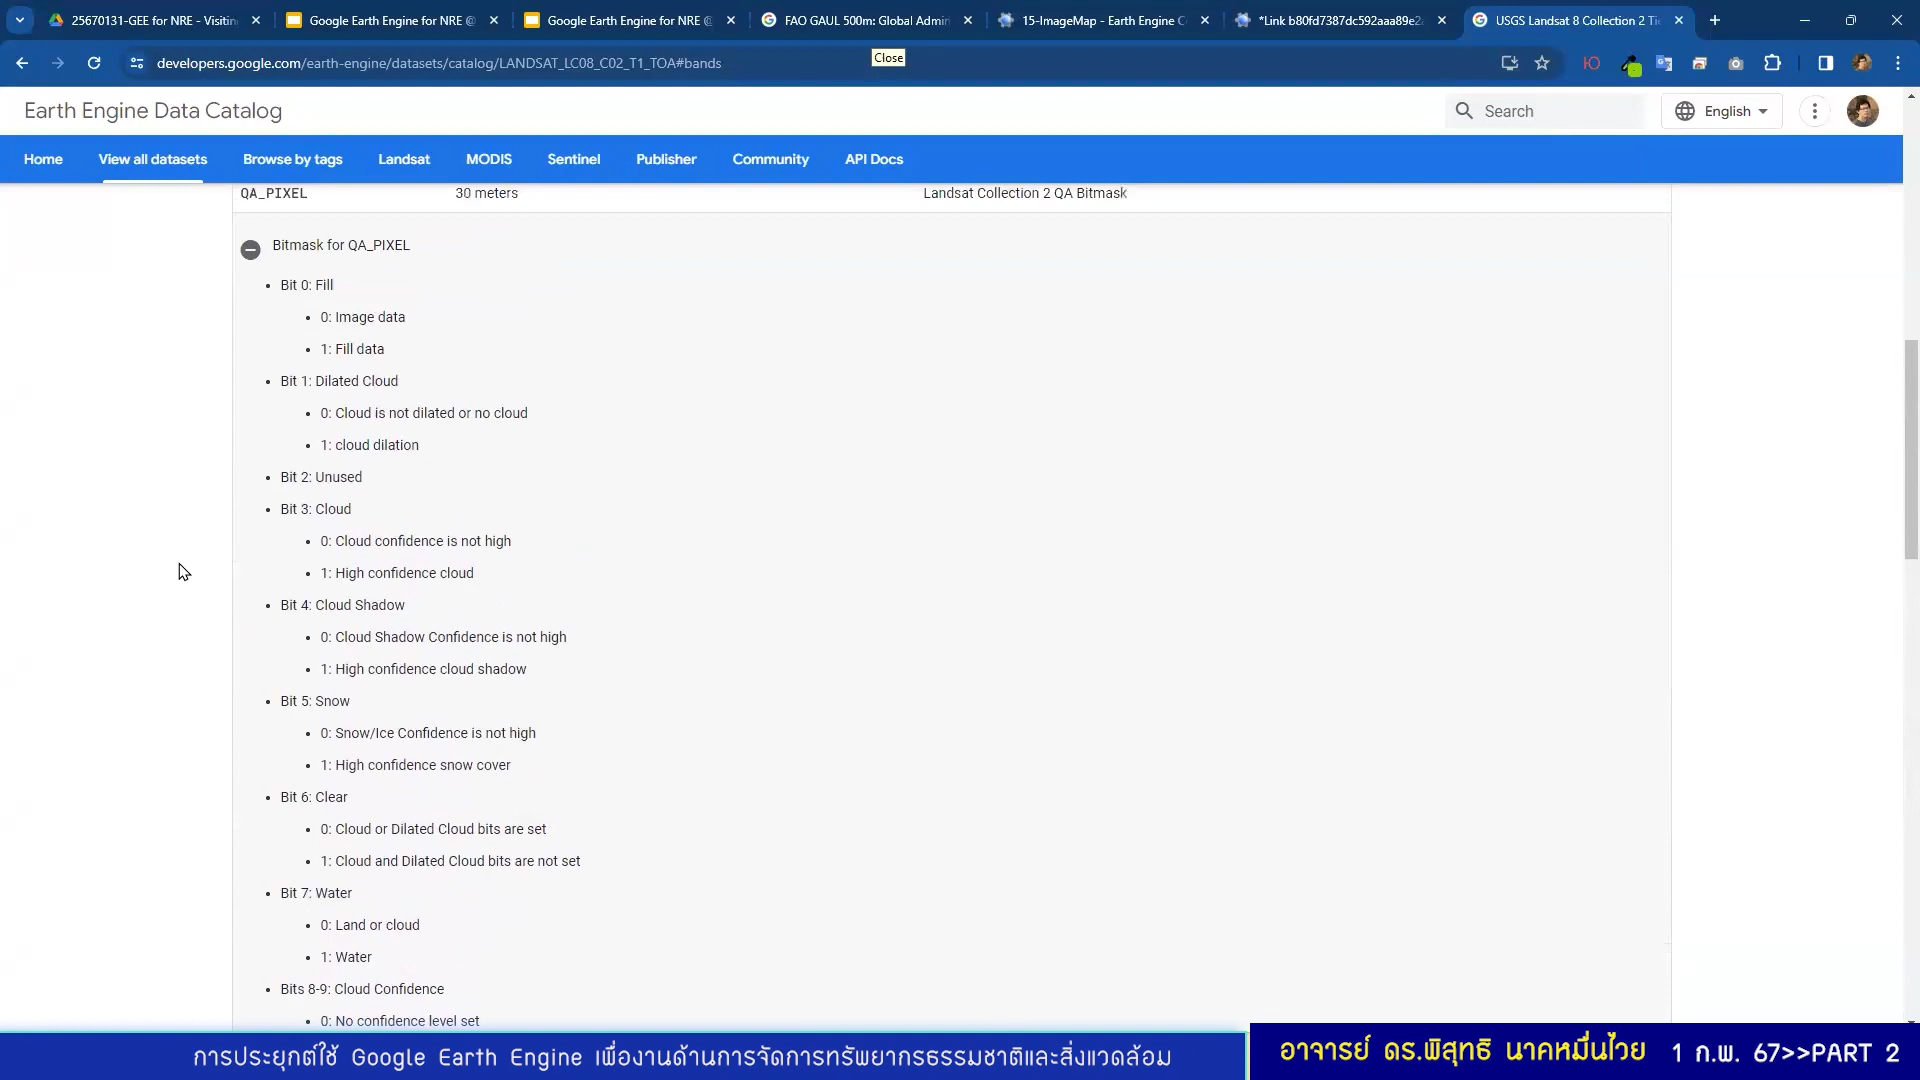 25670131-GEE for NRE - Visitin
Google Earth Engine for NRE @
Google Earth Engine for NRE @
FAO GAUL 500m: Global Admin
15-ImageMap - Earth Engine C
*Link b80fd7387dc592aaa89e2
USGS Landsat 8 Collection 2 Tie
developers.google.com/earth-engine/datasets/catalog/LANDSAT_LC08_C02_T1_TOA#bands
Close
Earth Engine Data Catalog
Search
English
Home
View all datasets
Browse by tags
Landsat
MODIS
Sentinel
Publisher
Community
API Docs
QA_PIXEL 30 meters Landsat Collection 2 QA Bitmask
Bitmask for QA_PIXEL
Bit 0: Fill
0: Image data
1: Fill data
Bit 1: Dilated Cloud
0: Cloud is not dilated or no cloud
1: cloud dilation
Bit 2: Unused
Bit 3: Cloud
0: Cloud confidence is not high
1: High confidence cloud
Bit 4: Cloud Shadow
0: Cloud Shadow Confidence is not high
1: High confidence cloud shadow
Bit 5: Snow
0: Snow/Ice Confidence is not high
1: High confidence snow cover
Bit 6: Clear
0: Cloud or Dilated Cloud bits are set
1: Cloud and Dilated Cloud bits are not set
Bit 7: Water
0: Land or cloud
1: Water
Bits 8-9: Cloud Confidence
0: No confidence level set
การประยุกต์ใช้ Google Earth Engine เพื่องานด้านการจัดการทรัพยากรธรรมชาติและสิ่งแวดล้อม
อาจารย์ ดร.พิสุทธิ นาคหมื่นไวย 1 ก.พ. 67>>PART 2